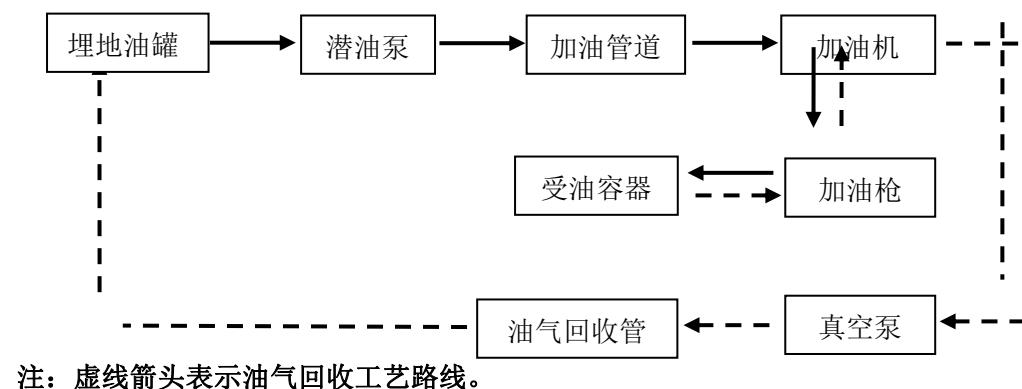 埋地油罐
潜油泵
加油管道
加油机
受油容器
加油枪
油气回收管
真空泵
注：虚线箭头表示油气回收工艺路线。